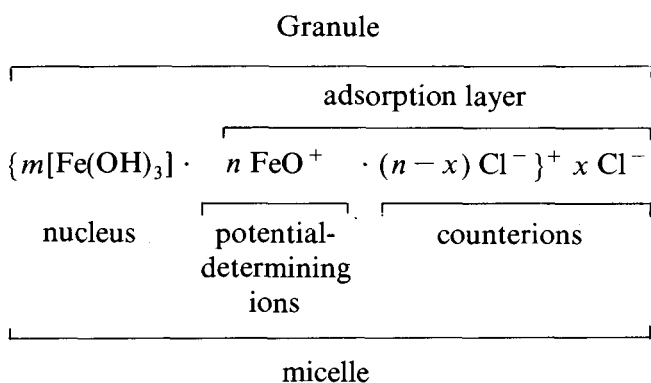 Granule
adsorption layer
{m[Fe(OH)₃] · n FeO⁺ · (n − x) Cl⁻}⁺ x Cl⁻
nucleus potential- counterions
determining
ions
micelle